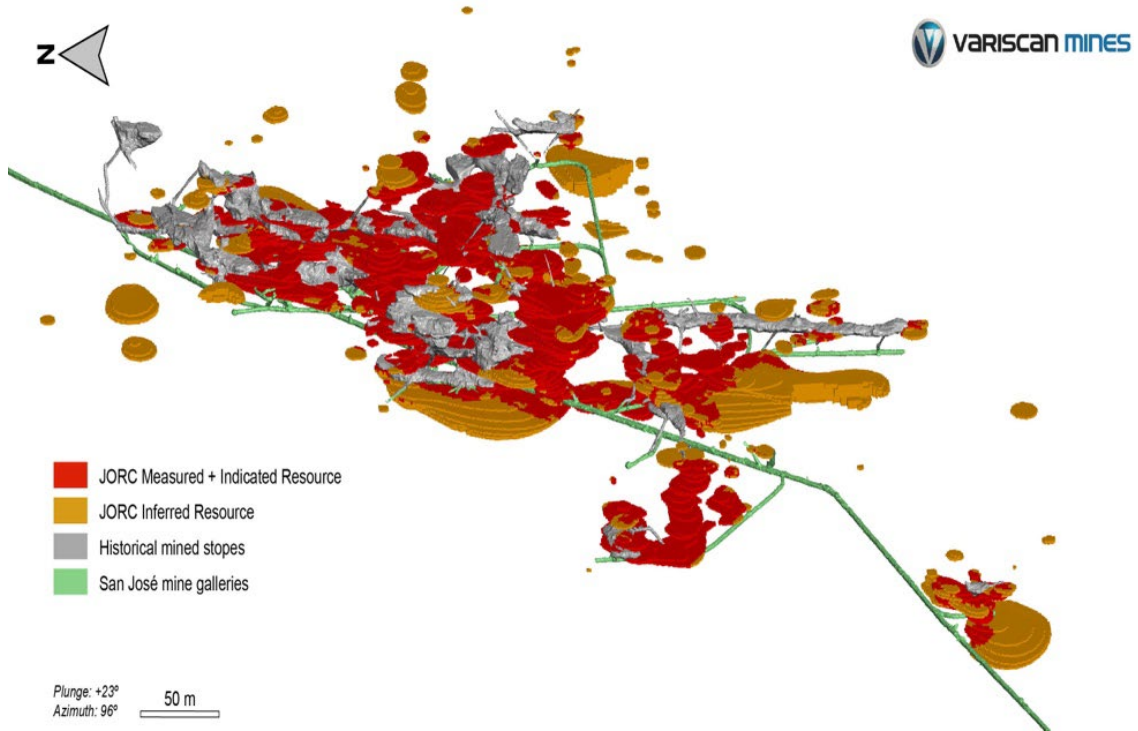 N
VARISCAN MINES
JORC Measured + Indicated Resource
JORC Inferred Resource
Historical mined stopes
San José mine galleries
Plunge: +23º
Azimuth: 96º
50 m